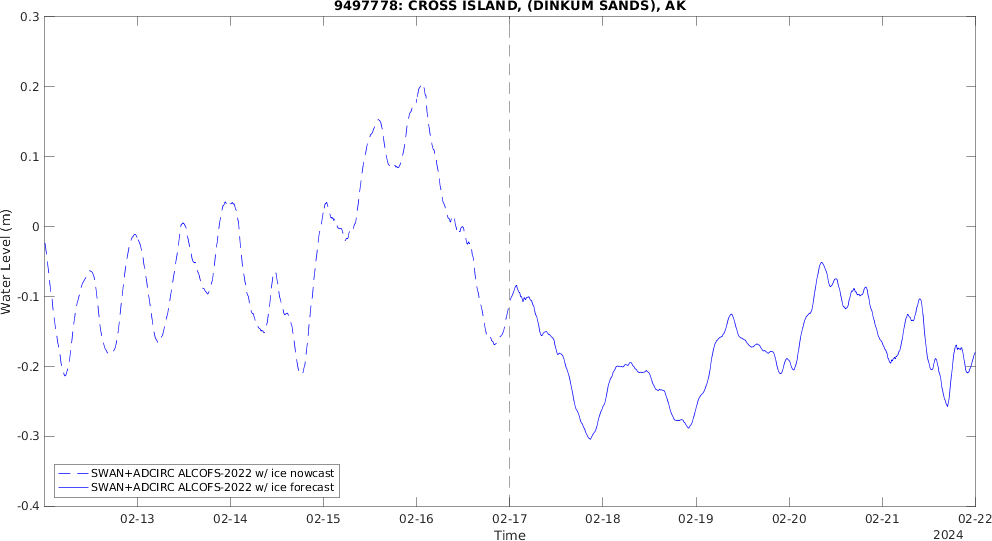 9497778: CROSS ISLAND, (DINKUM SANDS), AK
0.3
0.2
0.1
0
-0.1
-0.2
-0.3
-0.4
Water Level (m)
SWAN+ADCIRC ALCOFS-2022 w/ ice nowcast
SWAN+ADCIRC ALCOFS-2022 w/ ice forecast
02-13 02-14 02-15 02-16 02-17 02-18 02-19 02-20 02-21 02-22
Time
2024